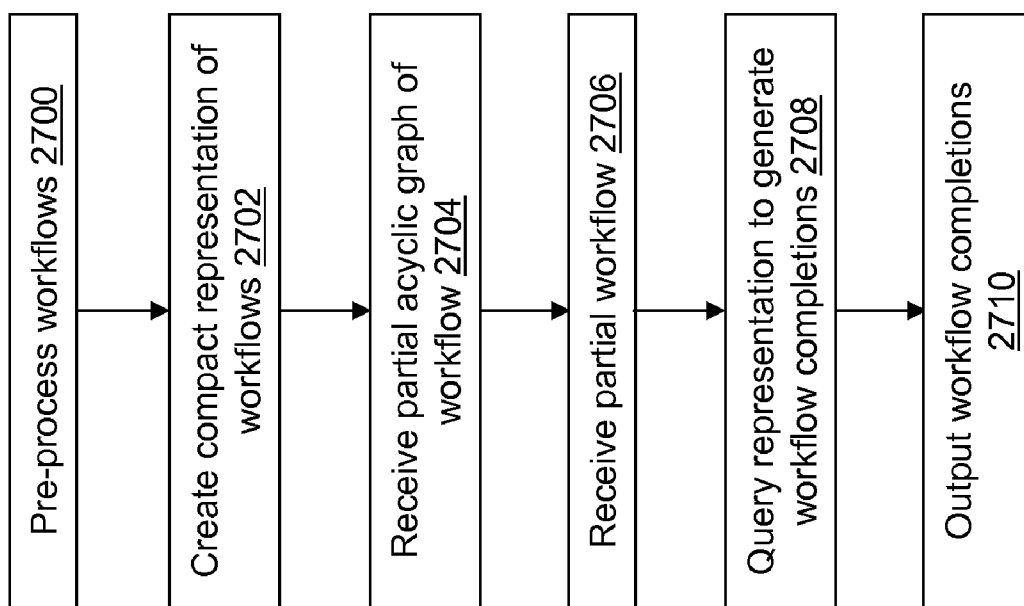 Pre-process workflows 2700
Create compact representation of
workflows 2702
Receive partial acyclic graph of
workflow 2704
Receive partial workflow 2706
Query representation to generate
workflow completions 2708
Output workflow completions
2710